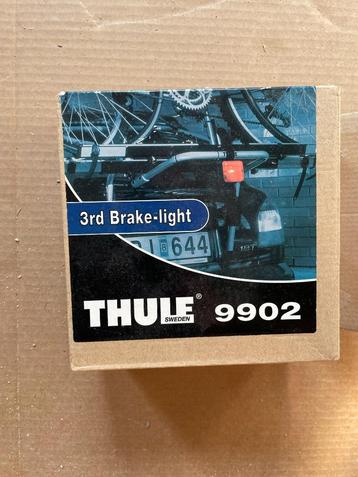 3rd Brake-light
644
THULE®
SWEDEN
9902